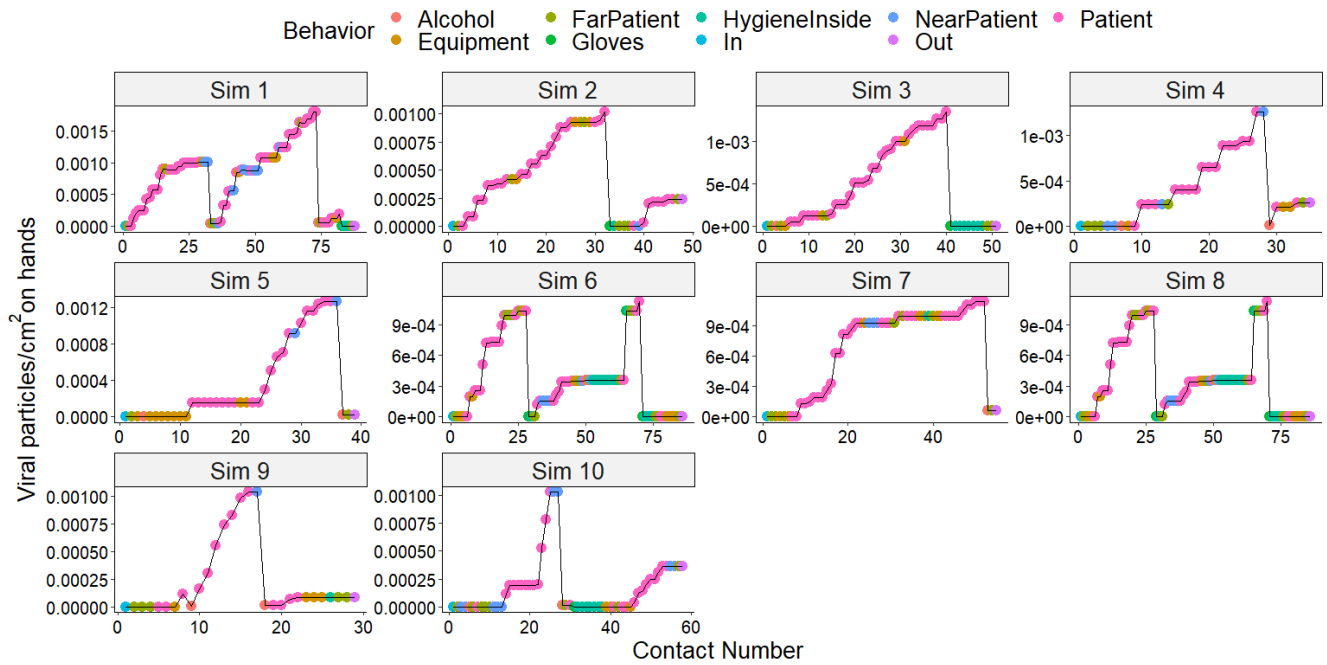 Behavior
Alcohol FarPatient HygieneInside NearPatient Patient
Equipment Gloves In Out
Viral particles/cm² on hands
Sim 1 Sim 2 Sim 3 Sim 4
0.0015 0.0010 0.0005 0.0000
0 25 50 75
0.00100 0.00075 0.00050 0.00025 0.00000
0 10 20 30 40 50
1e-03 5e-04 0e+00
0 10 20 30 40 50
1e-03 5e-04 0e+00
0 10 20 30
Sim 5 Sim 6 Sim 7 Sim 8
0.0012 0.0008 0.0004 0.0000
0 10 20 30 40
9e-04 6e-04 3e-04 0e+00
0 25 50 75
9e-04 6e-04 3e-04 0e+00
0 20 40
9e-04 6e-04 3e-04 0e+00
0 25 50 75
Sim 9 Sim 10
0.00100 0.00075 0.00050 0.00025 0.00000
0 10 20 30
0.00100 0.00075 0.00050 0.00025 0.00000
0 20 40 60
Contact Number